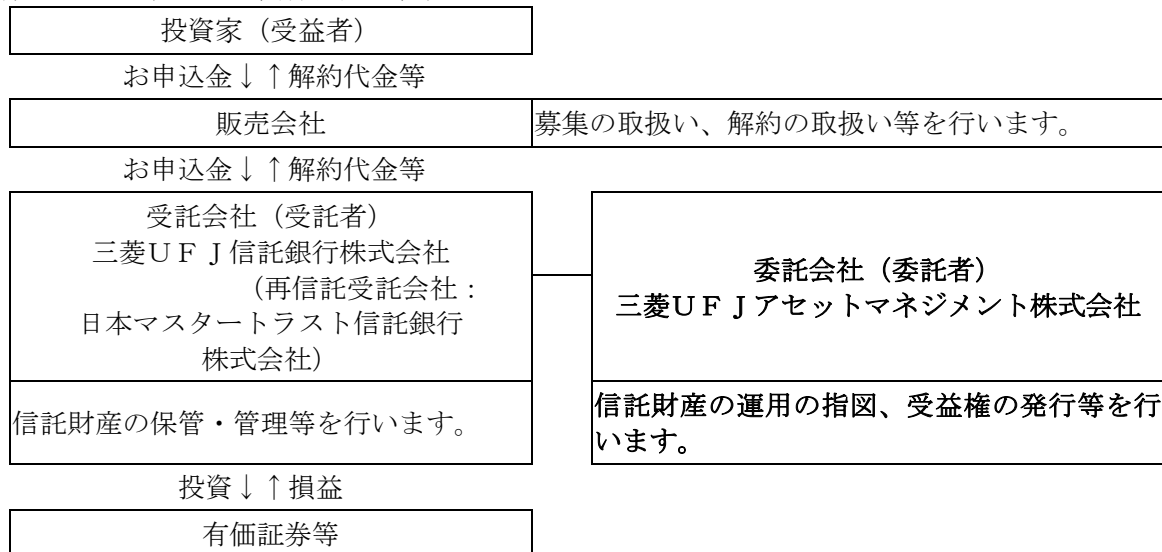 投資家（受益者）
お申込金↓↑解約代金等
販売会社
募集の取扱い、解約の取扱い等を行います。
お申込金↓↑解約代金等
受託会社（受託者）
三菱ＵＦＪ信託銀行株式会社
（再信託受託会社：
日本マスタートラスト信託銀行
株式会社）
委託会社（委託者）
三菱ＵＦＪアセットマネジメント株式会社
信託財産の保管・管理等を行います。
信託財産の運用の指図、受益権の発行等を行
います。
投資↓↑損益
有価証券等